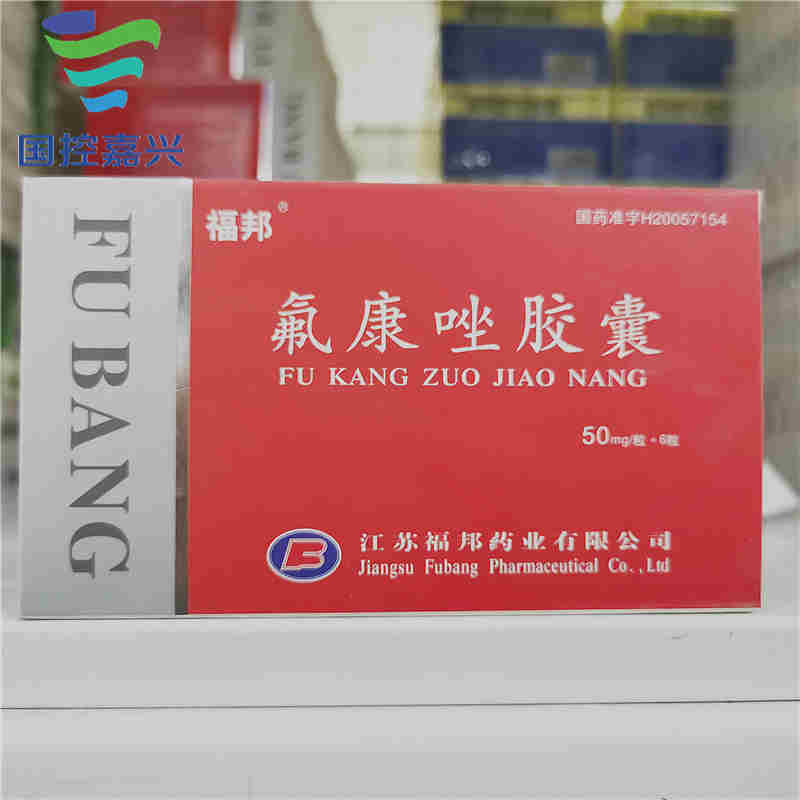 国控嘉兴
福邦®
国药准字H20057154
FU BANG
氟康唑胶囊
FU KANG ZUO JIAO NANG
50mg/粒·6粒
B
江苏福邦药业有限公司
Jiangsu Fubang Pharmaceutical Co.,Ltd
BANG